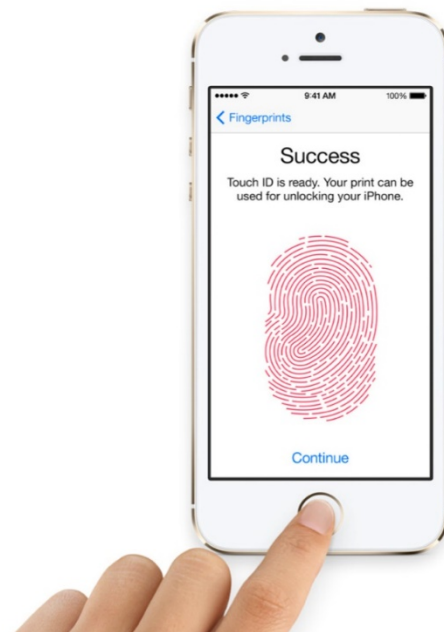 9:41 AM
100%
Fingerprints
Success
Touch ID is ready. Your print can be
used for unlocking your iPhone.
Continue